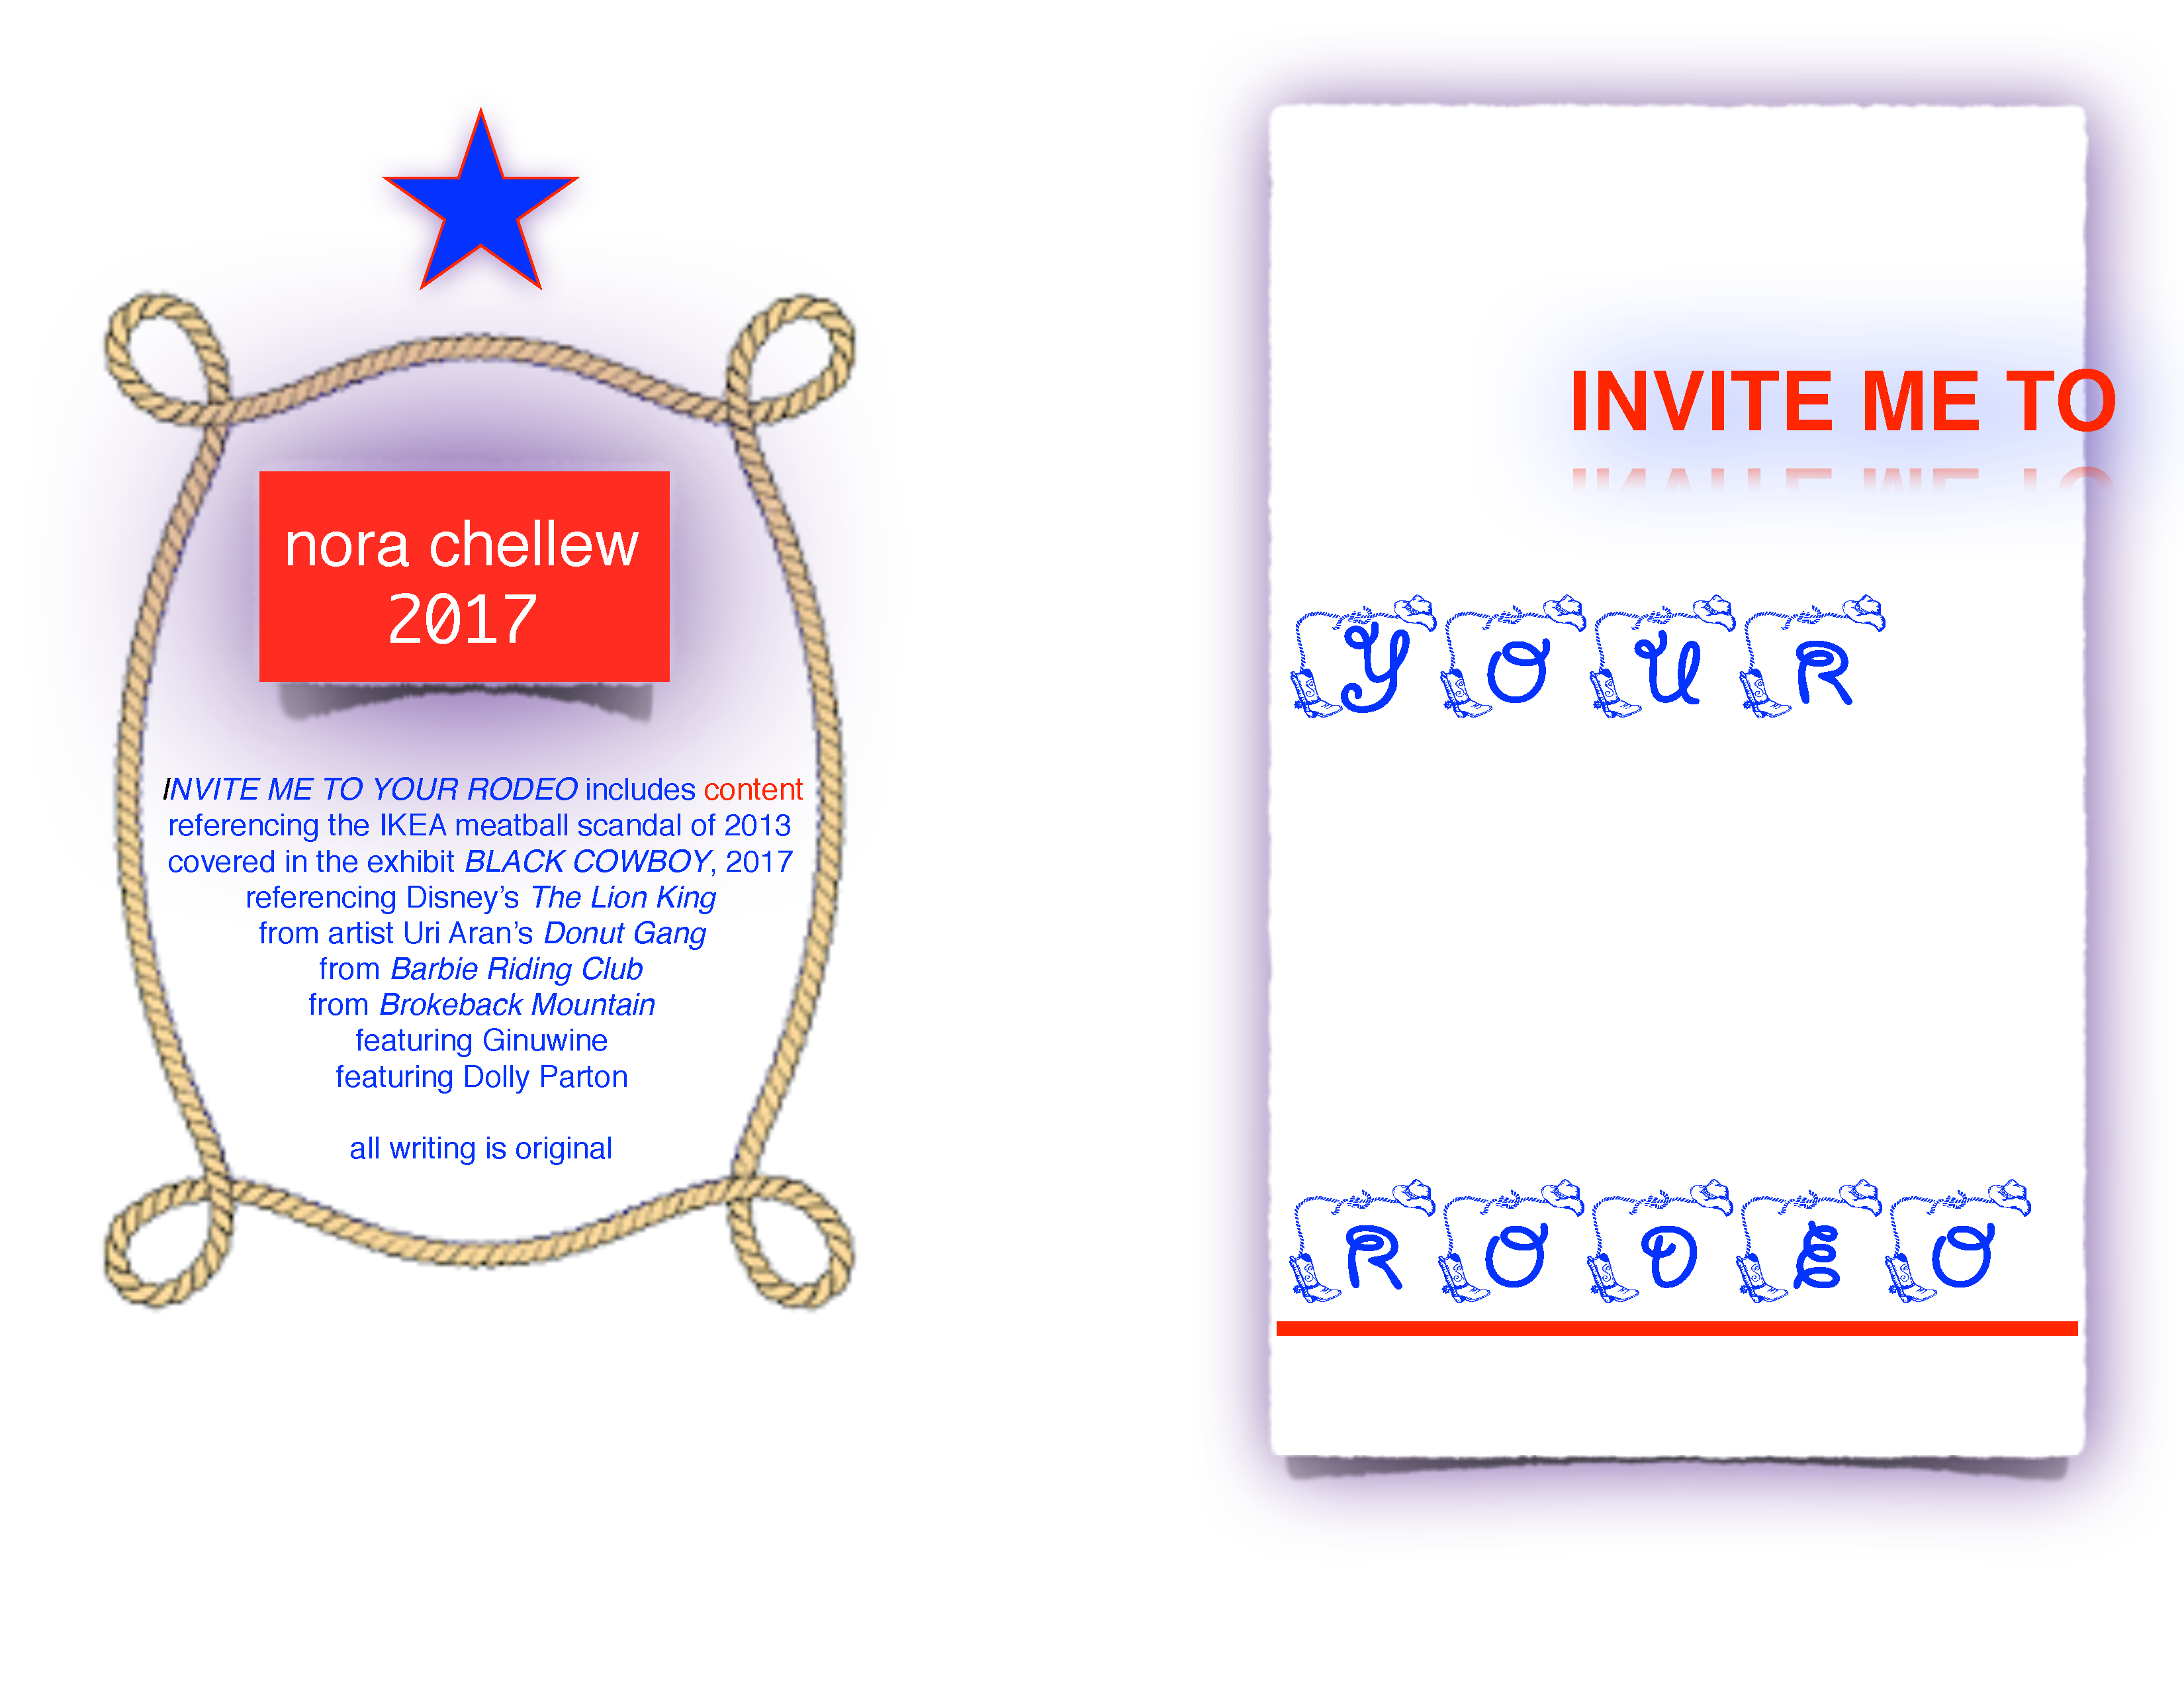 nora chellew
2017
INVITE ME TO YOUR RODEO includes content
referencing the IKEA meatball scandal of 2013
covered in the exhibit BLACK COWBOY, 2017
referencing Disney’s The Lion King
from artist Uri Aran’s Donut Gang
from Barbie Riding Club
from Brokeback Mountain
featuring Ginuwine
featuring Dolly Parton
all writing is original
INVITE ME TO
YOUR
RODEO